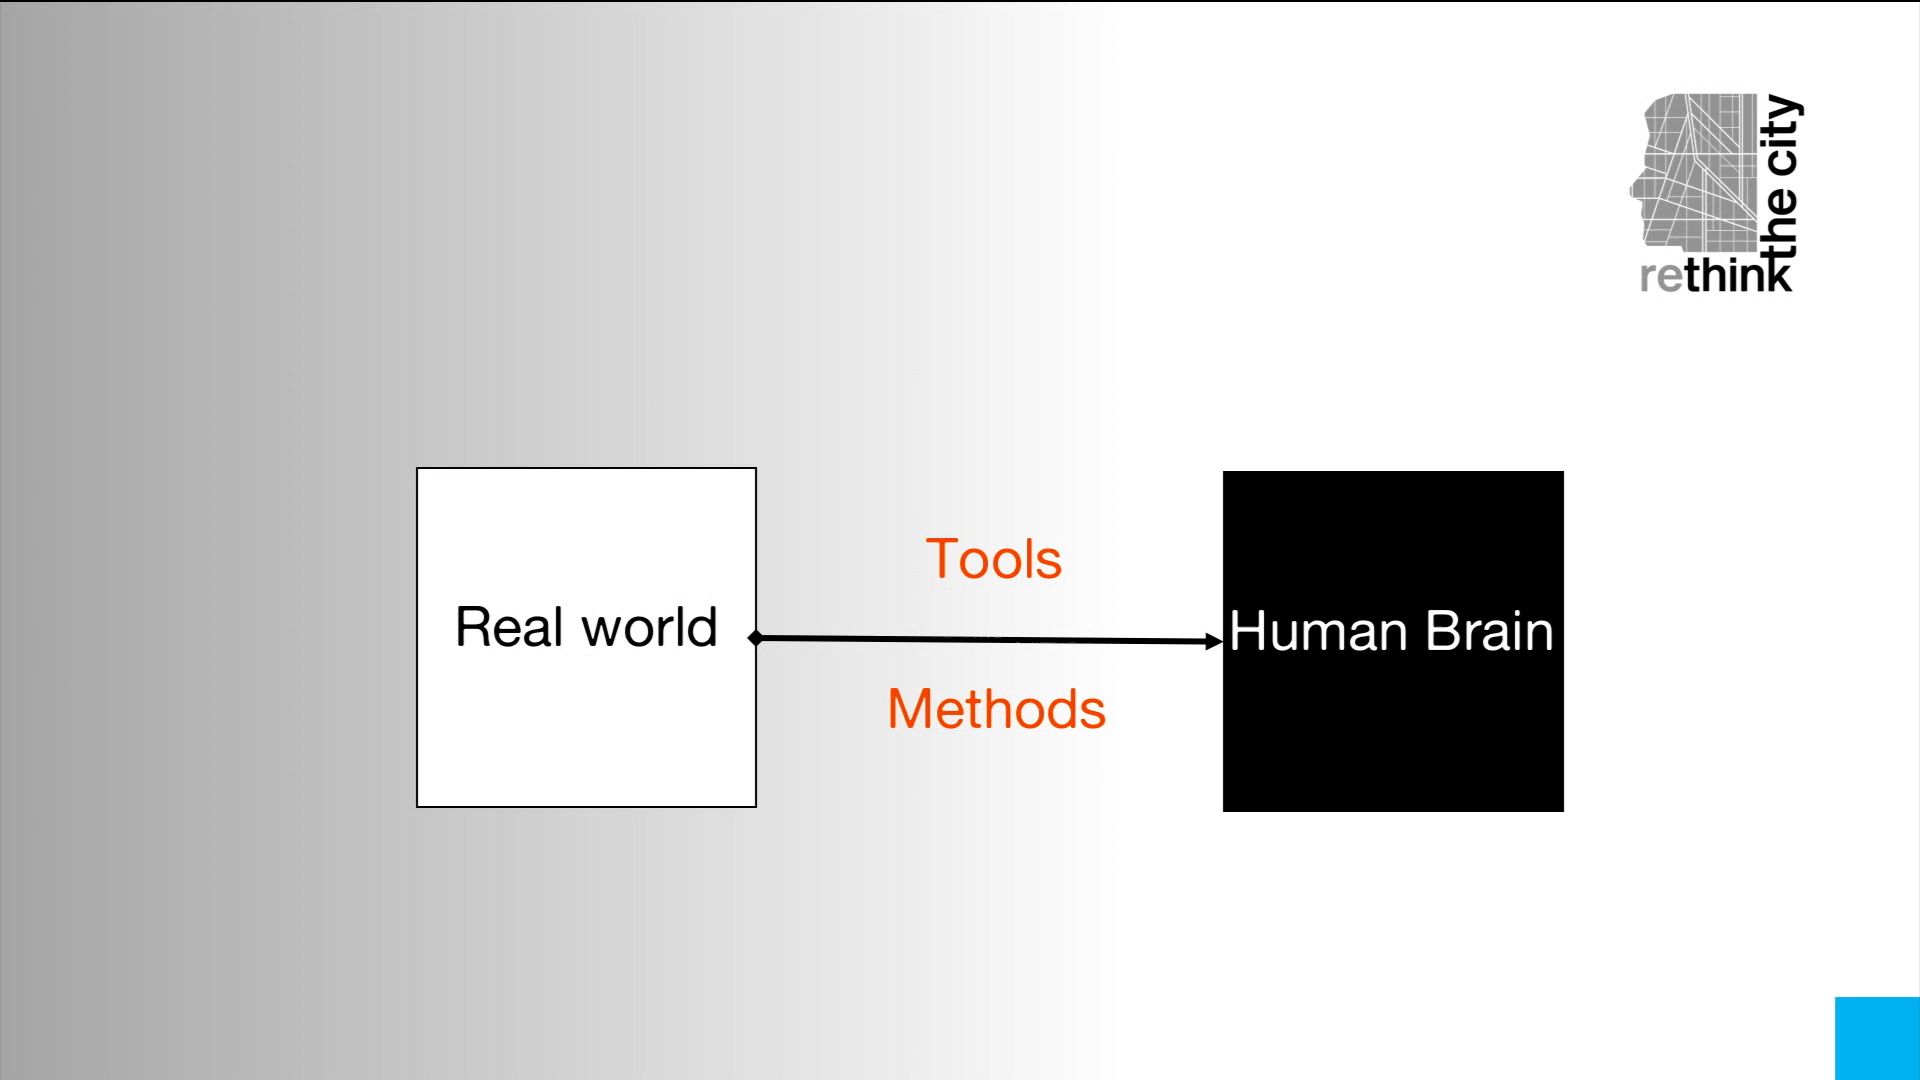 the city
rethink
Tools
Real world
Human Brain
Methods